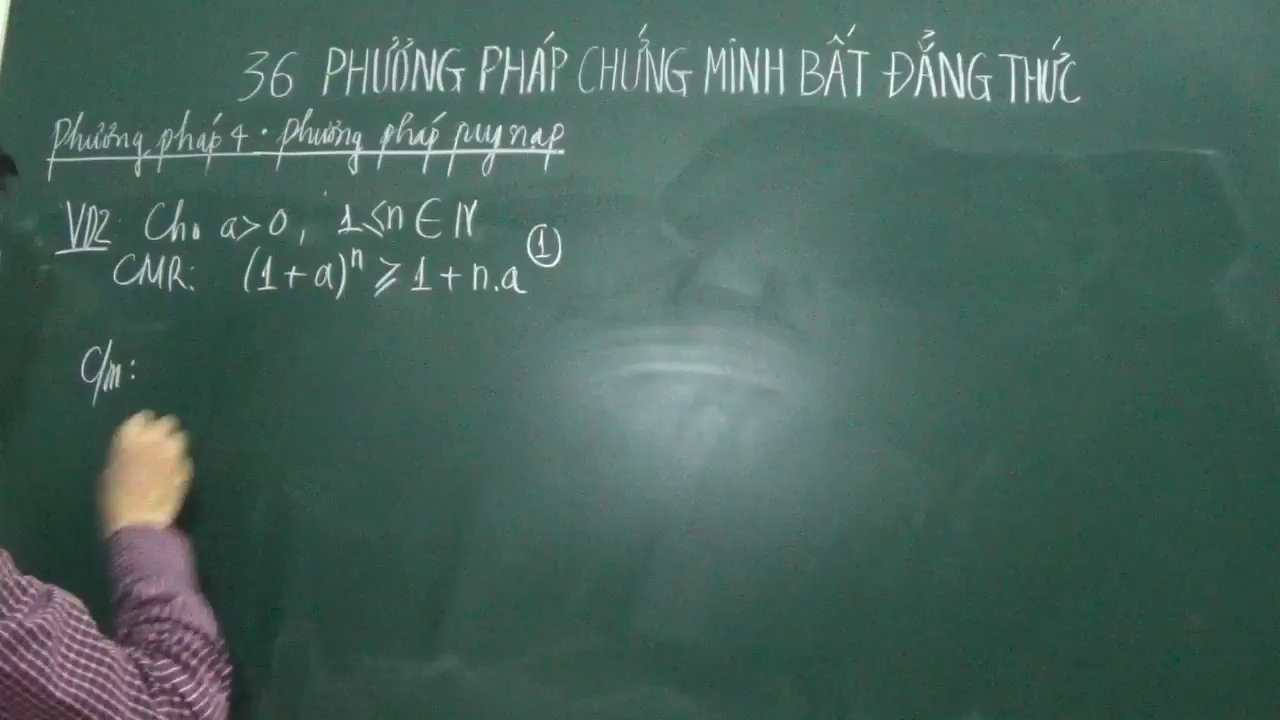 36 PHƯƠNG PHÁP CHỨNG MINH BẤT ĐẲNG THỨC
Phương pháp 4. Phương pháp quy nạp
VD2: Cho a>0, 1⩽n∈N
CMR: (1+a)ⁿ ⩾ 1+n.a ①
C/m: